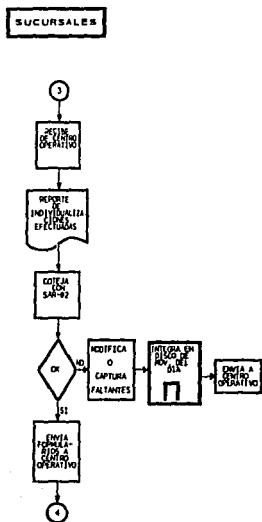 SUCURSALES
3
RECIBE
DE CENTRO
OPERATIVO
REPORTE
DE
INDIVIDUALIZA
CIONES
EFECTUADAS
COTEJA
CON
SAR-02
OK
NO
MODIFICA
O
CAPTURA
FALTANTES
INTEGRA EN
DISCO DE
MOV. DEL
DIA
ENVIA A
CENTRO
OPERATIVO
SI
ENVIA
FORMULA-
RIOS A
CENTRO
OPERATIVO
4